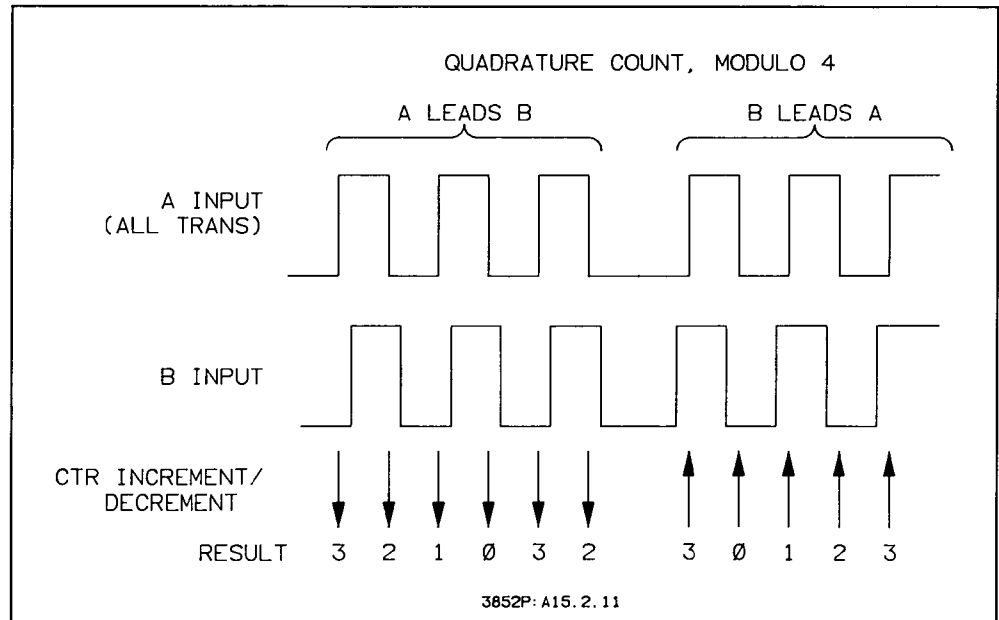 QUADRATURE COUNT, MODULO 4
A LEADS B
B LEADS A
A INPUT
(ALL TRANS)
B INPUT
CTR INCREMENT/
DECREMENT
RESULT 3 2 1 Ø 3 2 3 Ø 1 2 3
3852P: A15.2.11